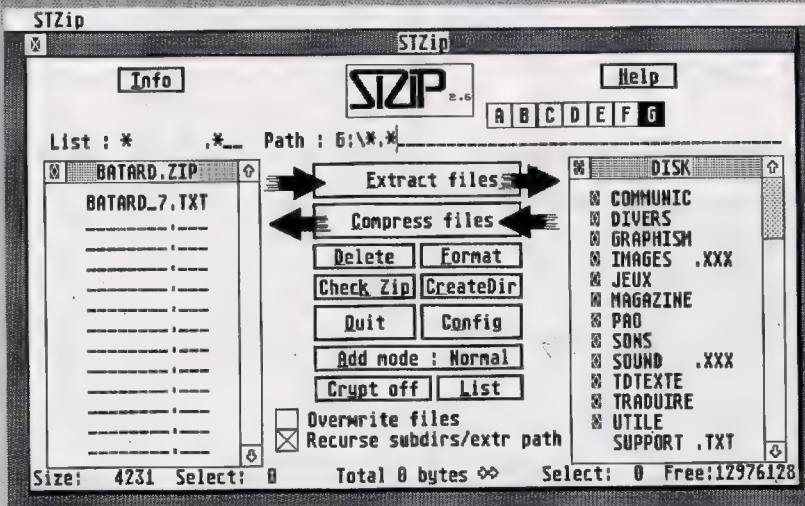 STZip
STZip
Info
STZIP 2.6
Help
A B C D E F G
List : * .*__ Path : G:\*.*
BATARD.ZIP
BATARD_7.TXT
Extract files
Compress files
Delete Format
Check Zip CreateDir
Quit Config
Add mode : Normal
Crypt off List
Overwrite files
Recurse subdirs/extr path
DISK
COMMUNIC
DIVERS
GRAPHISM
IMAGES .XXX
JEUX
MAGAZINE
PAO
SONS
SOUND .XXX
TDTEXTE
TRADUIRE
UTILE
SUPPORT .TXT
Size: 4231 Select: 0 Total 0 bytes Select: 0 Free:12976128